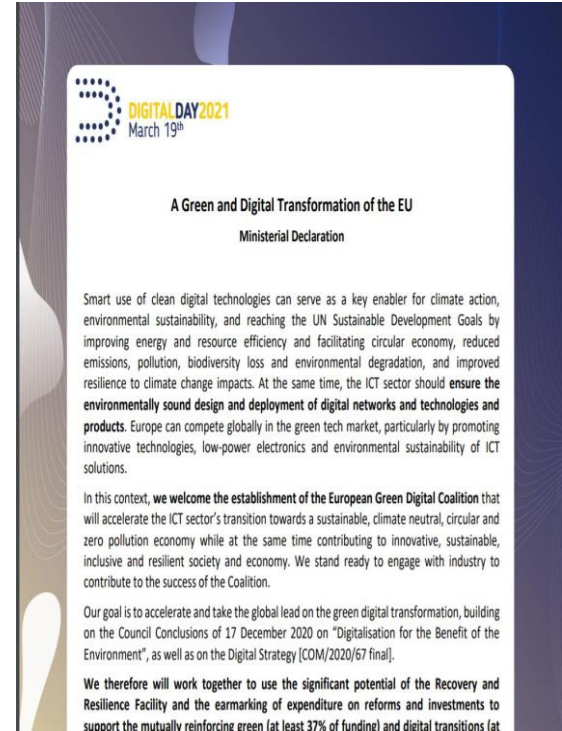 DIGITALDAY2021
March 19th
A Green and Digital Transformation of the EU
Ministerial Declaration
Smart use of clean digital technologies can serve as a key enabler for climate action,
environmental sustainability, and reaching the UN Sustainable Development Goals by
improving energy and resource efficiency and facilitating circular economy, reduced
emissions, pollution, biodiversity loss and environmental degradation, and improved
resilience to climate change impacts. At the same time, the ICT sector should ensure the
environmentally sound design and deployment of digital networks and technologies and
products. Europe can compete globally in the green tech market, particularly by promoting
innovative technologies, low-power electronics and environmental sustainability of ICT
solutions.
In this context, we welcome the establishment of the European Green Digital Coalition that
will accelerate the ICT sector's transition towards a sustainable, climate neutral, circular and
zero pollution economy while at the same time contributing to innovative, sustainable,
inclusive and resilient society and economy. We stand ready to engage with industry to
contribute to the success of the Coalition.
Our goal is to accelerate and take the global lead on the green digital transformation, building
on the Council Conclusions of 17 December 2020 on "Digitalisation for the Benefit of the
Environment", as well as on the Digital Strategy [COM/2020/67 final].
We therefore will work together to use the significant potential of the Recovery and
Resilience Facility and the earmarking of expenditure on reforms and investments to
support the mutually reinforcing green (at least 37% of funding) and digital transitions (at